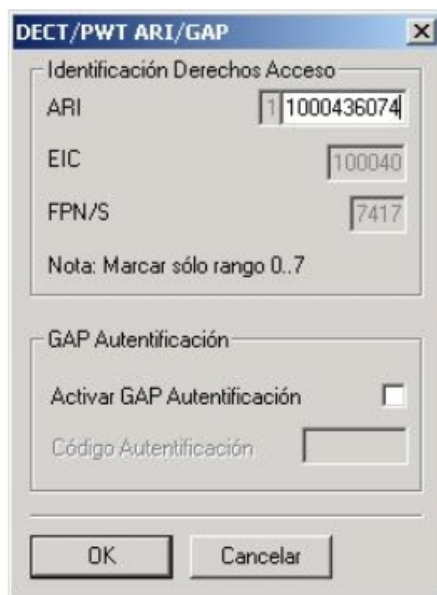 DECT/PWT ARI/GAP
Identificación Derechos Acceso
ARI 1 1000436074
EIC 100040
FPN/S 7417
Nota: Marcar sólo rango 0..7
GAP Autentificación
Activar GAP Autentificación
Código Autentificación
OK Cancelar